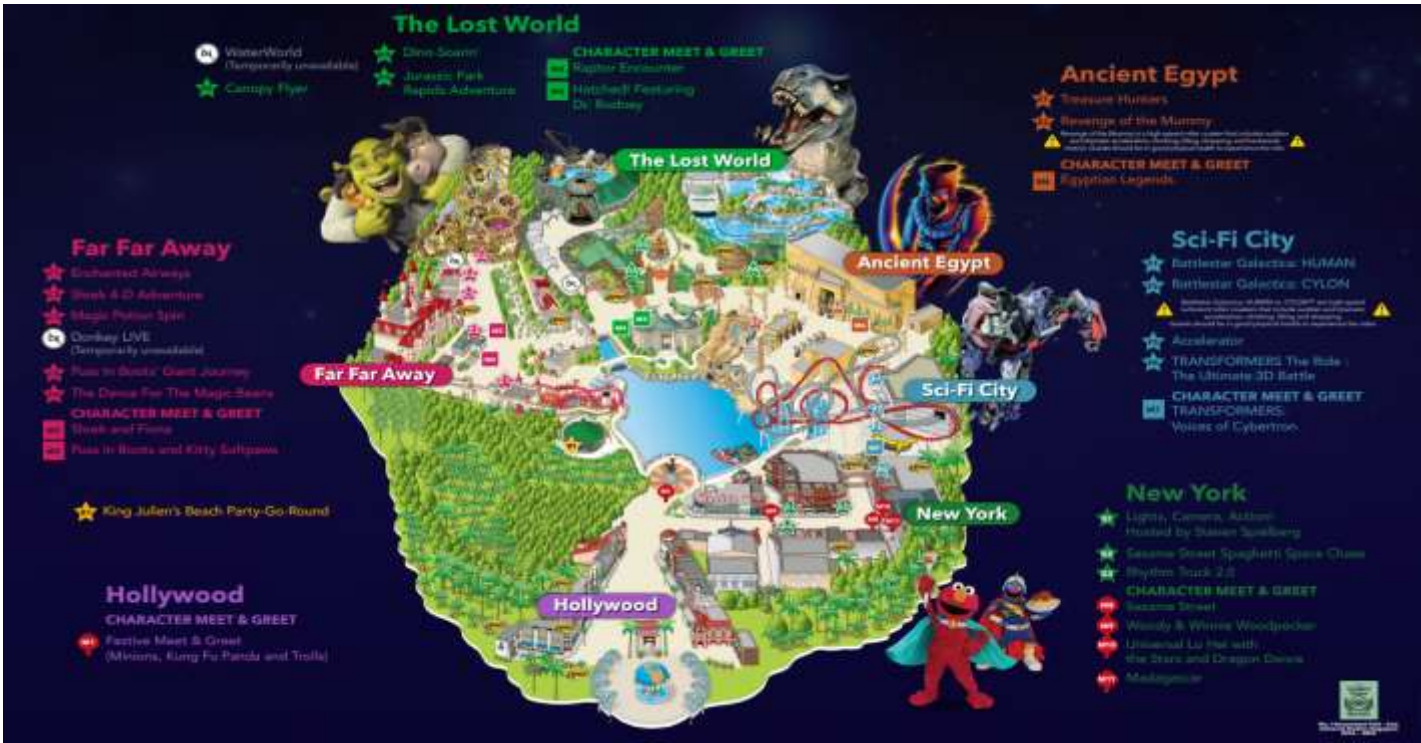 The Lost World
WaterWorld
(Temporarily unavailable)
Canopy Flyer
Dino-Soarin'
Jurassic Park
Rapids Adventure
CHARACTER MEET & GREET
Raptor Encounter
Hatched! Featuring
Dr. Rodney
Ancient Egypt
Treasure Hunters
Revenge of the Mummy
CHARACTER MEET & GREET
Egyptian Legends
Far Far Away
Enchanted Airways
Shrek 4-D Adventure
Magic Potion Spin
Donkey LIVE
(Temporarily unavailable)
Puss In Boots' Giant Journey
The Dance For The Magic Beans
CHARACTER MEET & GREET
Shrek and Fiona
Puss In Boots and Kitty Softpaws
Sci-Fi City
Battlestar Galactica: HUMAN
Battlestar Galactica: CYLON
Accelerator
TRANSFORMERS The Ride :
The Ultimate 3D Battle
CHARACTER MEET & GREET
TRANSFORMERS:
Voices of Cybertron
King Julien's Beach Party-Go-Round
Hollywood
CHARACTER MEET & GREET
Festive Meet & Greet
(Minions, Kung Fu Panda and Trolls)
New York
Lights, Camera, Action!
Hosted by Steven Spielberg
Sesame Street Spaghetti Space Chase
Rhythm Truck 2.0
CHARACTER MEET & GREET
Sesame Street
Woody & Winnie Woodpecker
Universal Lo Hei with
the Stars and Dragon Dance
Madagascar
The Lost World
Ancient Egypt
Far Far Away
Sci-Fi City
New York
Hollywood